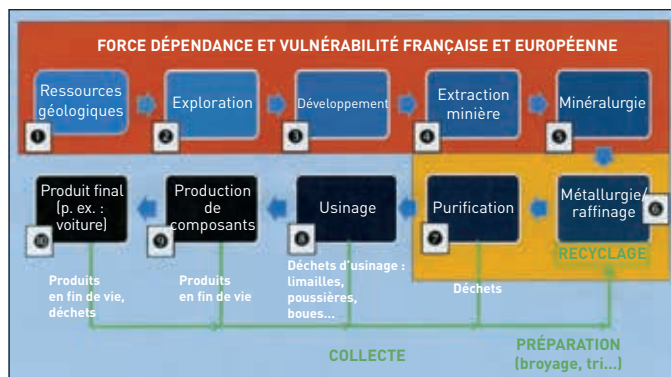 FORCE DÉPENDANCE ET VULNÉRABILITÉ FRANÇAISE ET EUROPÉENNE
Ressources
géologiques
1
Exploration
2
Développement
3
Extraction
minière
4
Minéralurgie
5
Produit final
(p. ex. :
voiture)
10
Production
de
composants
9
Usinage
8
Purification
7
Métallurgie/
raffinage
6
RECYCLAGE
Produits
en fin de vie,
déchets
Produits
en fin de vie
Déchets d'usinage :
limailles,
poussières,
boues...
Déchets
COLLECTE
PRÉPARATION
(broyage, tri...)